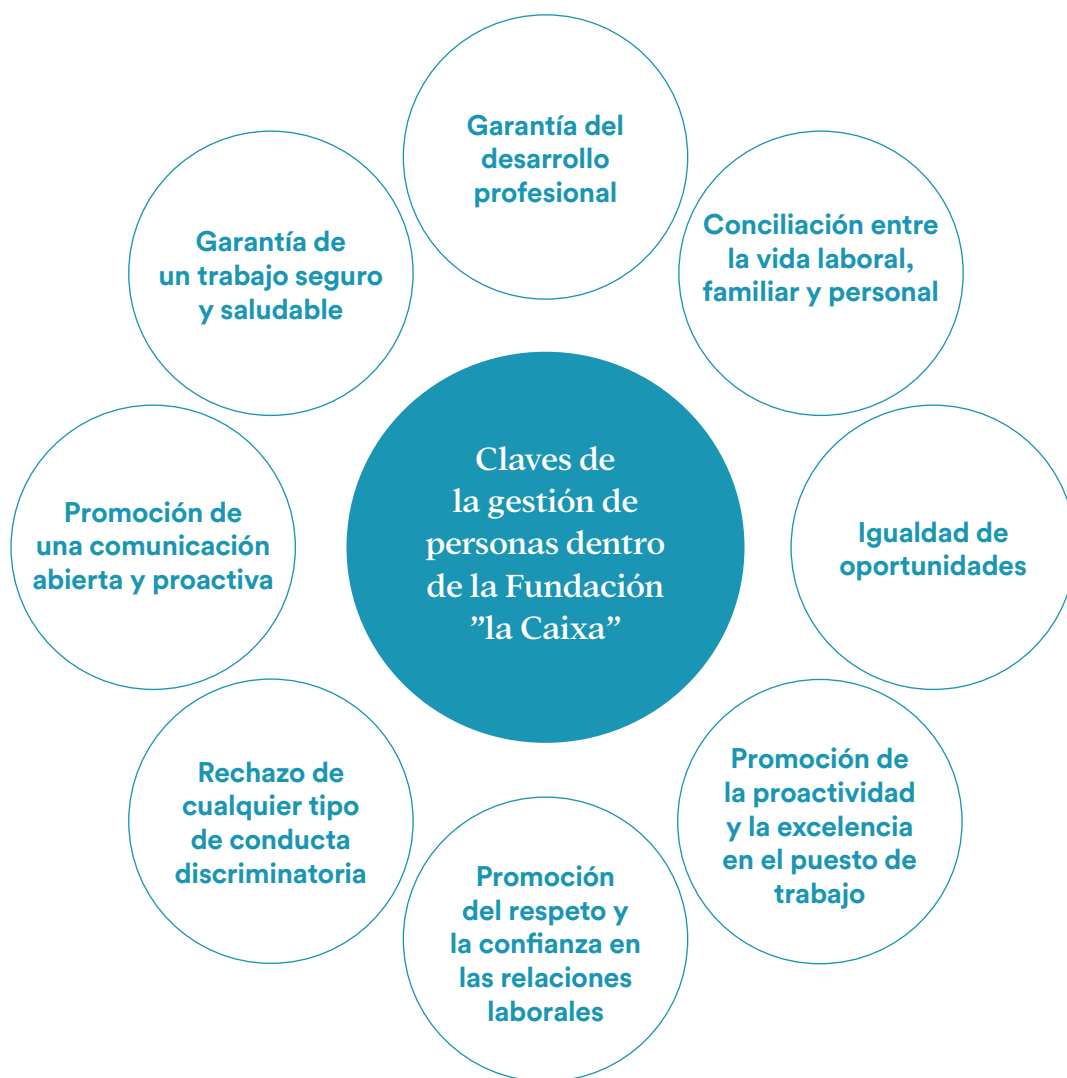 Garantía del
desarrollo
profesional
Conciliación entre
la vida laboral,
familiar y personal
Igualdad de
oportunidades
Promoción de
la proactividad
y la excelencia
en el puesto de
trabajo
Promoción
del respeto y
la confianza en
las relaciones
laborales
Rechazo de
cualquier tipo
de conducta
discriminatoria
Promoción de
una comunicación
abierta y proactiva
Garantía de
un trabajo seguro
y saludable
Claves de
la gestión de
personas dentro
de la Fundación
”la Caixa”